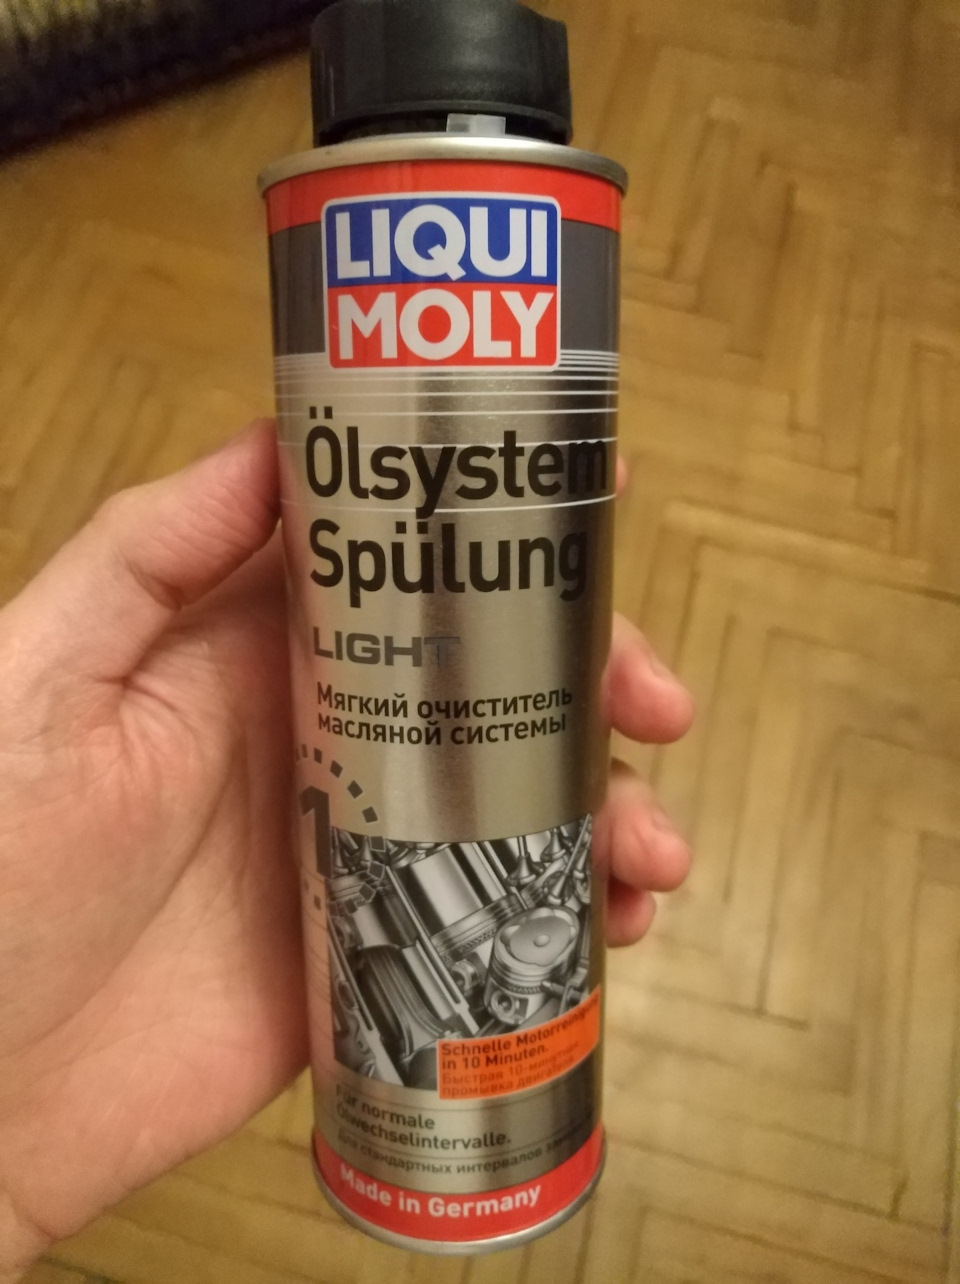 LIQUI
MOLY
Ölsystem
Spülung
LIGHT
Мягкий очиститель
масляной системы
1
Schnelle Motorreinigung
in 10 Minuten.
Быстрая 10-минутная
промывка двигателя.
Für normale
Ölwechselintervalle.
Для стандартных интервалов
Made in Germany